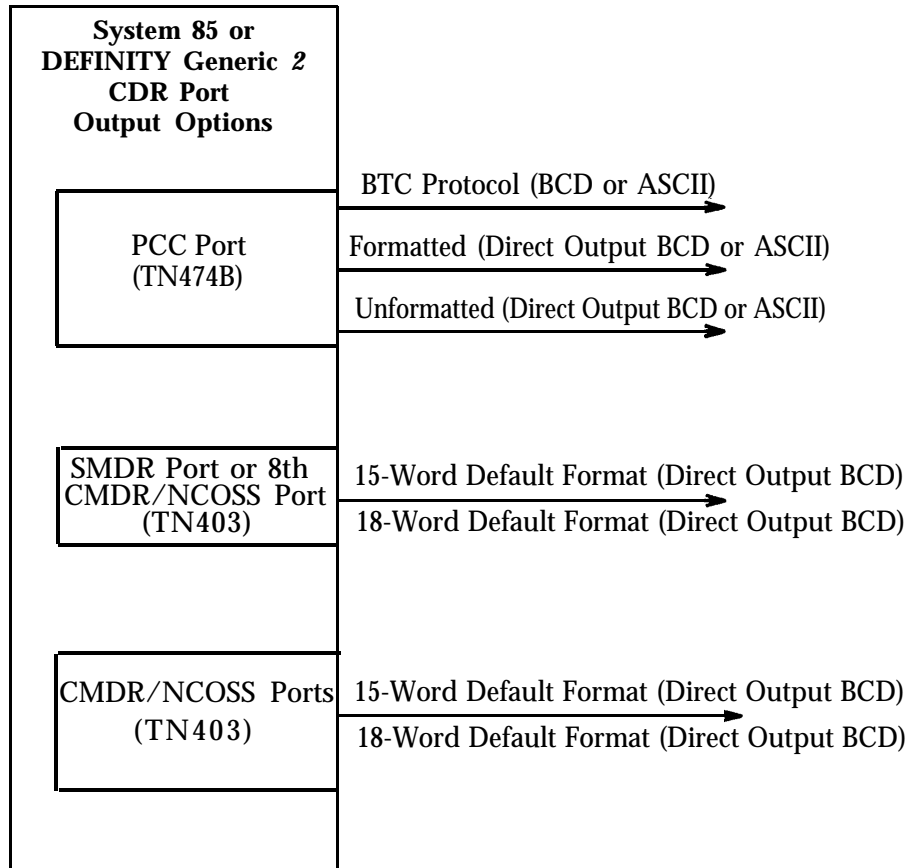 System 85 or
DEFINITY Generic 2
CDR Port
Output Options
BTC Protocol (BCD or ASCII)
PCC Port
(TN474B)
Formatted (Direct Output BCD or ASCII)
Unformatted (Direct Output BCD or ASCII)
SMDR Port or 8th
CMDR/NCOSS Port
(TN403)
15-Word Default Format (Direct Output BCD)
18-Word Default Format (Direct Output BCD)
CMDR/NCOSS Ports
(TN403)
15-Word Default Format (Direct Output BCD)
18-Word Default Format (Direct Output BCD)